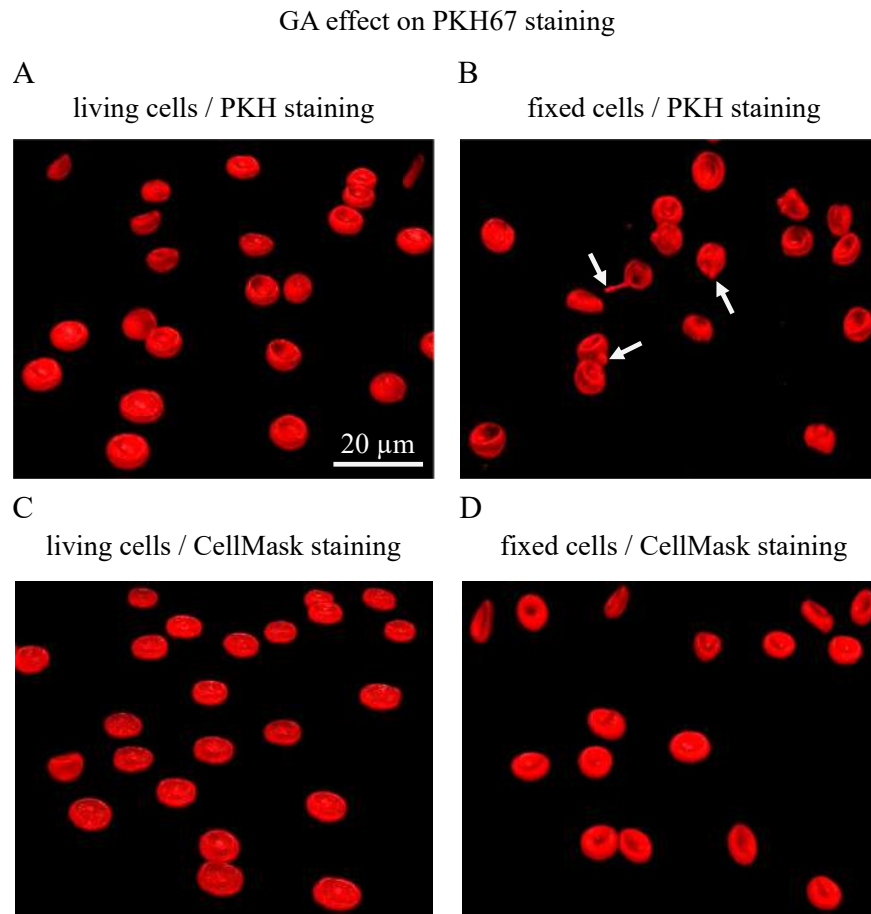 GA effect on PKH67 staining
A
living cells / PKH staining
B
fixed cells / PKH staining
20 µm
C
living cells / CellMask staining
D
fixed cells / CellMask staining